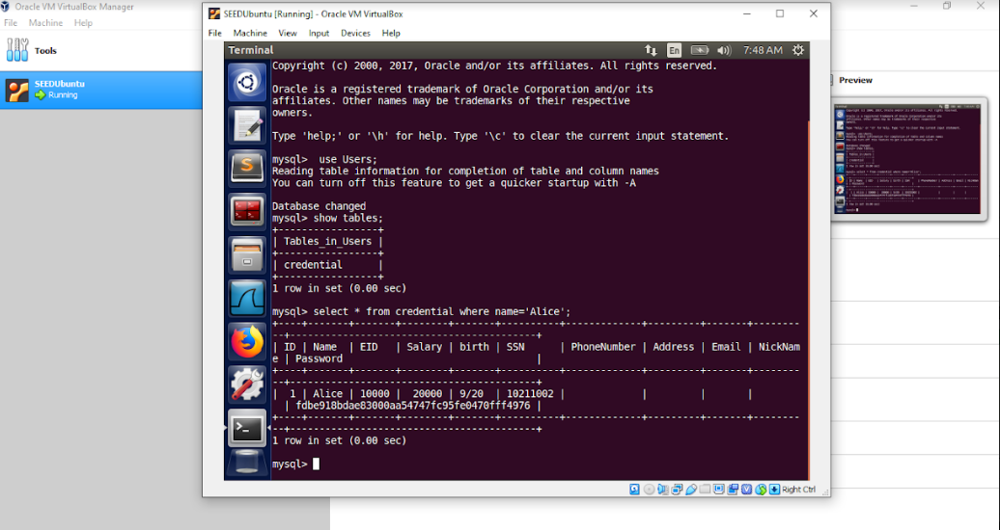 Oracle VM VirtualBox Manager
File Machine Help
Tools
SEEDUbuntu
Running
Preview
SEEDUbuntu [Running] - Oracle VM VirtualBox
File Machine View Input Devices Help
Terminal En 7:48 AM
Copyright (c) 2000, 2017, Oracle and/or its affiliates. All rights reserved.
Oracle is a registered trademark of Oracle Corporation and/or its
affiliates. Other names may be trademarks of their respective
owners.
Type 'help;' or '\h' for help. Type '\c' to clear the current input statement.
mysql>  use Users;
Reading table information for completion of table and column names
You can turn off this feature to get a quicker startup with -A
Database changed
mysql> show tables;
+-----------------+
| Tables_in_Users |
+-----------------+
| credential      |
+-----------------+
1 row in set (0.00 sec)
mysql> select * from credential where name='Alice';
+----+-------+-------+--------+-------+----------+-------------+---------+-------+--------
--+------------------------------------------+
| ID | Name  | EID   | Salary | birth | SSN      | PhoneNumber | Address | Email | NickNam
e | Password                                 |
+----+-------+-------+--------+-------+----------+-------------+---------+-------+--------
--+------------------------------------------+
|  1 | Alice | 10000 |  20000 | 9/20  | 10211002 |             |         |       |
  | fdbe918bdae83000aa54747fc95fe0470fff4976 |
+----+-------+-------+--------+-------+----------+-------------+---------+-------+--------
--+------------------------------------------+
1 row in set (0.00 sec)
mysql>
Right Ctrl